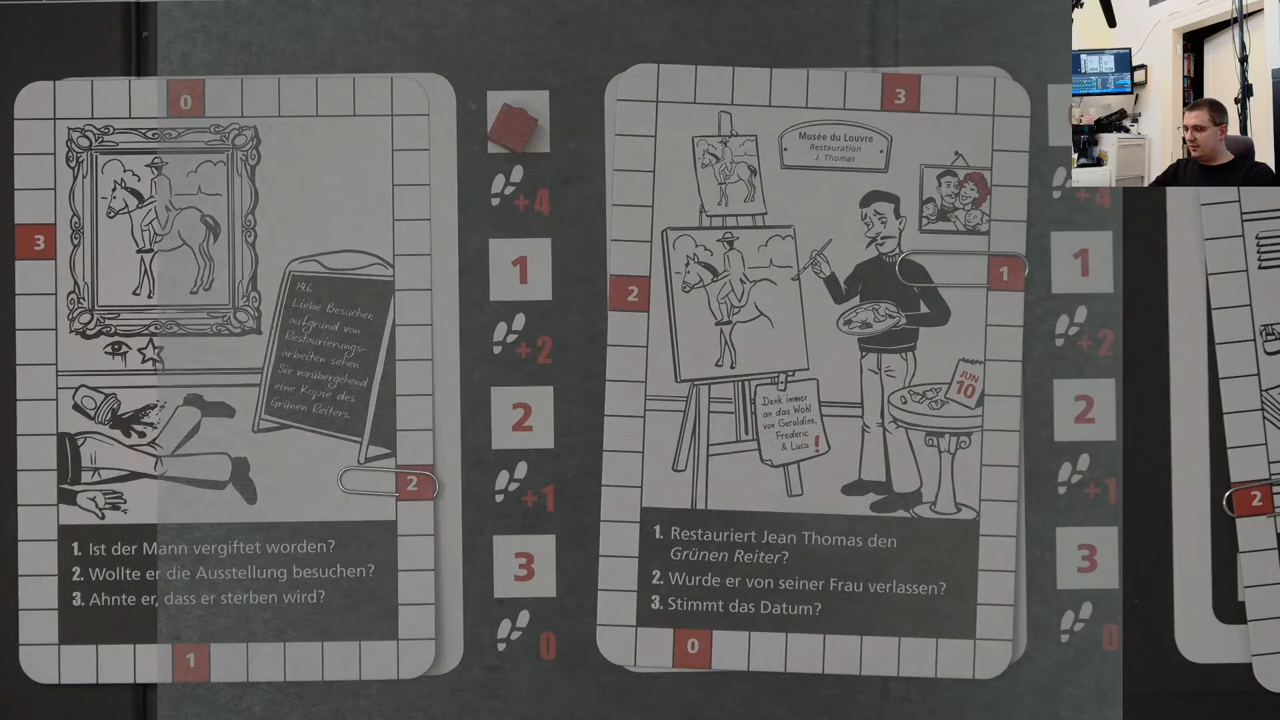 0
3
14.6.
Liebe Besucher,
aufgrund von
Restaurierungs-
arbeiten sehen
Sie vorübergehend
eine Kopie des
Grünen Reiters.
2
1. Ist der Mann vergiftet worden?
2. Wollte er die Ausstellung besuchen?
3. Ahnte er, dass er sterben wird?
1
+4
1
+2
2
+1
3
0
3
Musée du Louvre
Restauration
J. Thomas
2
1
JUN
10
Denk immer
an das Wohl
von Geraldine,
Frederic
& Luca!
1. Restauriert Jean Thomas den
Grünen Reiter?
2. Wurde er von seiner Frau verlassen?
3. Stimmt das Datum?
0
+4
1
+2
2
+1
3
0
2